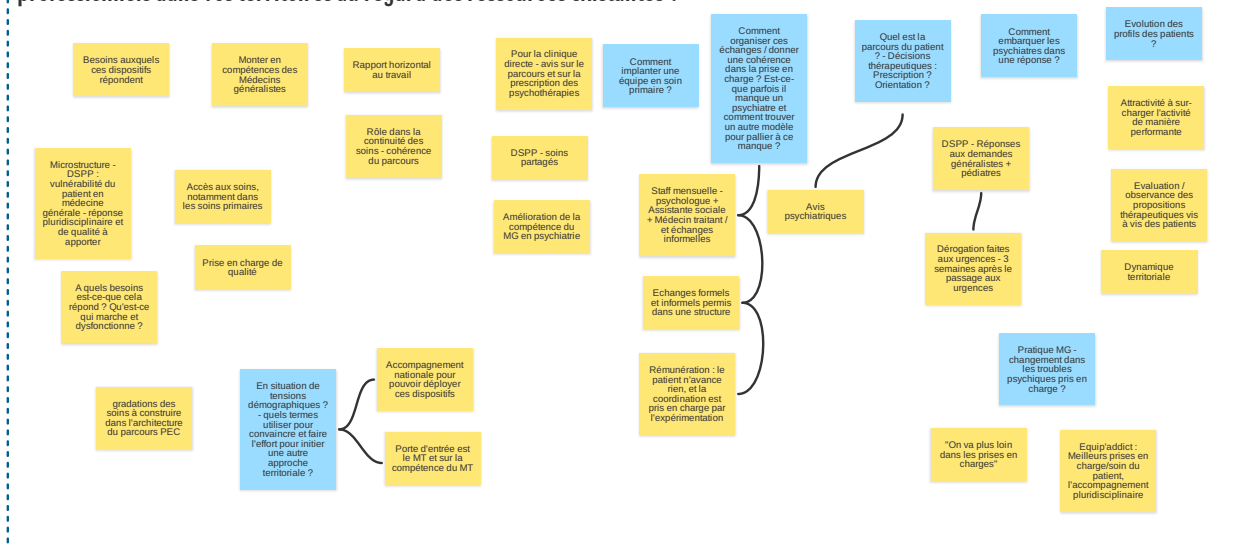 Besoins auxquels
ces dispositifs
répondent
Monter en
compétences des
Médecins
généralistes
Rapport horizontal
au travail
Pour la clinique
directe - avis sur le
parcours et sur la
prescription des
psychothérapies
Comment
implanter une
équipe en soin
primaire ?
Comment
organiser ces
échanges / donner
une cohérence
dans la prise en
charge ? Est-ce-
que parfois il
manque un
psychiatre et
comment trouver
un autre modèle
pour pallier à ce
manque ?
Quel est la
parcours du patient
? - Décisions
thérapeutiques :
Prescription ?
Orientation ?
Comment
embarquer les
psychiatres dans
une réponse ?
Evolution des
profils des patients
?
Attractivité à sur-
charger l'activité
de manière
performante
Rôle dans la
continuité des
soins - cohérence
du parcours
DSPP - soins
partagés
DSPP - Réponses
aux demandes
généralistes +
pédiatres
Microstructure -
DSPP :
vulnérabilité du
patient en
médecine
générale - réponse
pluridisciplinaire et
de qualité à
apporter
Accès aux soins,
notamment dans
les soins primaires
Amélioration de la
compétence du
MG en psychiatrie
Staff mensuelle -
psychologue +
Assistante sociale
+ Médecin traitant /
et échanges
informelles
Avis
psychiatriques
Evaluation /
observance des
propositions
thérapeutiques vis
à vis des patients
Prise en charge de
qualité
Dérogation faites
aux urgences - 3
semaines après le
passage aux
urgences
Dynamique
territoriale
A quels besoins
est-ce-que cela
répond ? Qu'est-ce
qui marche et
dysfonctionne ?
Echanges formels
et informels permis
dans une structure
Pratique MG -
changement dans
les troubles
psychiques pris en
charge ?
gradations des
soins à construire
dans l'architecture
du parcours PEC
En situation de
tensions
démographiques ?
- quels termes
utiliser pour
convaincre et faire
l'effort pour initier
une autre
approche
territoriale ?
Accompagnement
nationale pour
pouvoir déployer
ces dispositifs
Porte d'entrée est
le MT et sur la
compétence du MT
Rémunération : le
patient n'avance
rien, et la
coordination est
pris en charge par
l'expérimentation
"On va plus loin
dans les prises en
charges"
Equip'addict :
Meilleurs prises en
charge/soin du
patient,
l'accompagnement
pluridisciplinaire